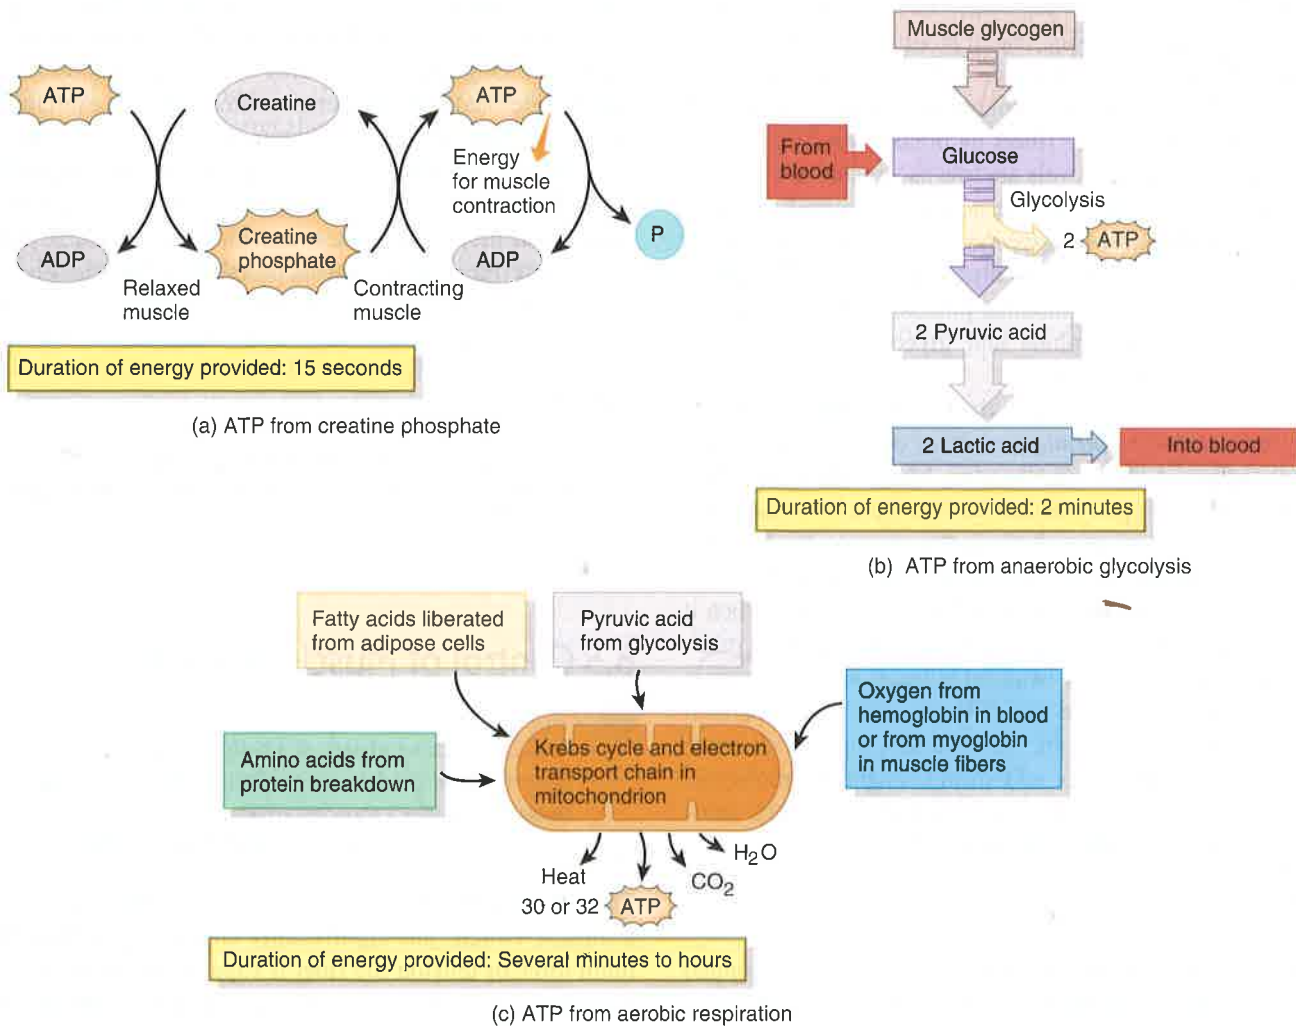 ATP
Creatine
ATP
Energy
for muscle
contraction
ADP
Creatine
phosphate
ADP
P
Relaxed
muscle
Contracting
muscle
Duration of energy provided: 15 seconds
(a) ATP from creatine phosphate
Muscle glycogen
From
blood
Glucose
Glycolysis
2 ATP
2 Pyruvic acid
2 Lactic acid
Into blood
Duration of energy provided: 2 minutes
(b) ATP from anaerobic glycolysis
Fatty acids liberated
from adipose cells
Pyruvic acid
from glycolysis
Oxygen from
hemoglobin in blood
or from myoglobin
in muscle fibers
Amino acids from
protein breakdown
Krebs cycle and electron
transport chain in
mitochondrion
Heat
30 or 32 ATP
CO₂
H₂O
Duration of energy provided: Several minutes to hours
(c) ATP from aerobic respiration